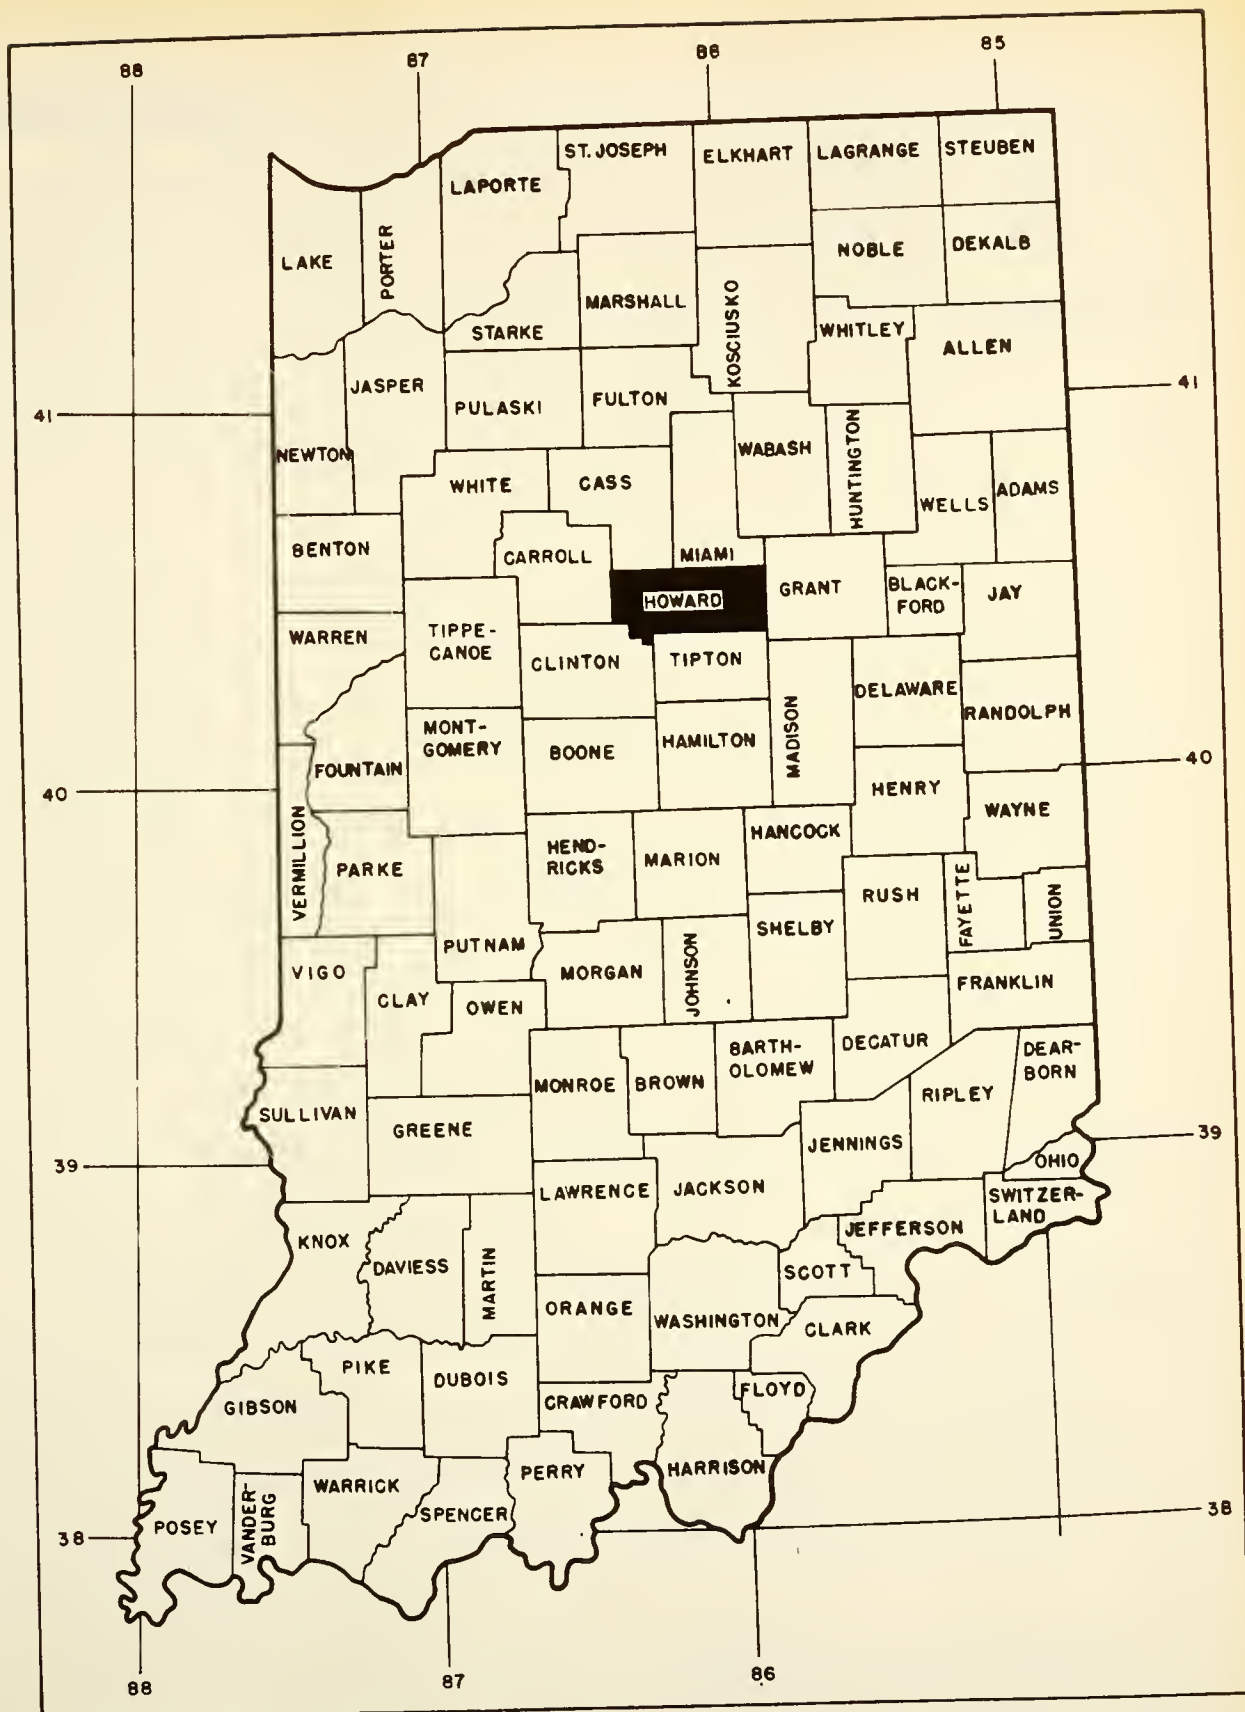 88
87
86
85
ST. JOSEPH
ELKHART
LAGRANGE
STEUBEN
LAPORTE
LAKE
PORTER
NOBLE
DEKALB
MARSHALL
KOSCIUSKO
STARKE
WHITLEY
ALLEN
JASPER
PULASKI
FULTON
41
41
NEWTON
WHITE
CASS
WABASH
HUNTINGTON
WELLS
ADAMS
BENTON
CARROLL
MIAMI
HOWARD
GRANT
BLACK-
FORD
JAY
WARREN
TIPPE-
CANOE
CLINTON
TIPTON
DELAWARE
RANDOLPH
MONT-
GOMERY
BOONE
HAMILTON
MADISON
FOUNTAIN
HENRY
40
40
WAYNE
VERMILLION
PARKE
HEND-
RICKS
MARION
HANCOCK
RUSH
FAYETTE
UNION
PUTNAM
SHELBY
VIGO
CLAY
OWEN
MORGAN
JOHNSON
FRANKLIN
DECATUR
DEAR-
BORN
MONROE
BROWN
BARTH-
OLOMEW
RIPLEY
SULLIVAN
GREENE
JENNINGS
39
39
OHIO
LAWRENCE
JACKSON
SWITZER-
LAND
KNOX
DAVIESS
MARTIN
JEFFERSON
SCOTT
ORANGE
WASHINGTON
CLARK
PIKE
DUBOIS
GIBSON
CRAWFORD
FLOYD
HARRISON
PERRY
WARRICK
SPENCER
POSEY
VANDER-
BURG
38
38
88
87
86